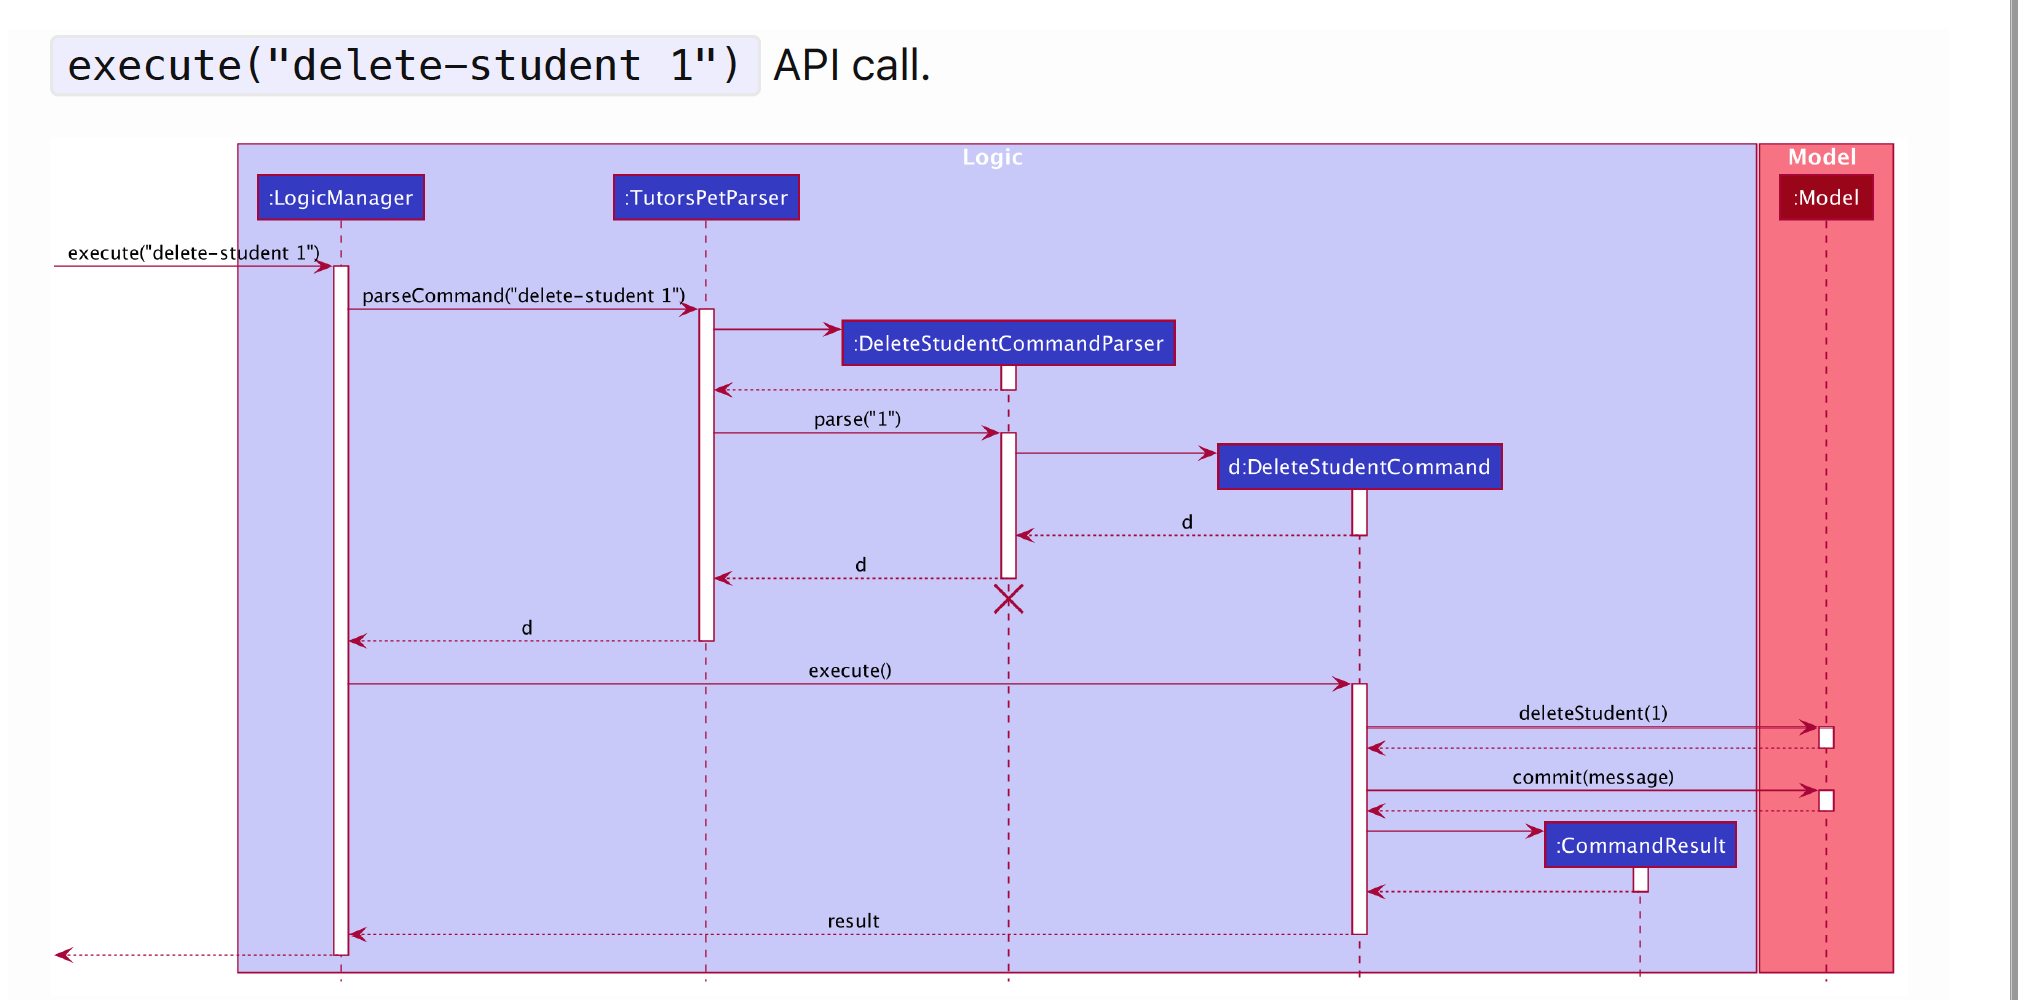 execute("delete-student 1") API call.
Logic
Model
:LogicManager
:TutorsPetParser
:Model
execute("delete-student 1")
parseCommand("delete-student 1")
:DeleteStudentCommandParser
parse("1")
d:DeleteStudentCommand
d
d
d
execute()
deleteStudent(1)
commit(message)
:CommandResult
result